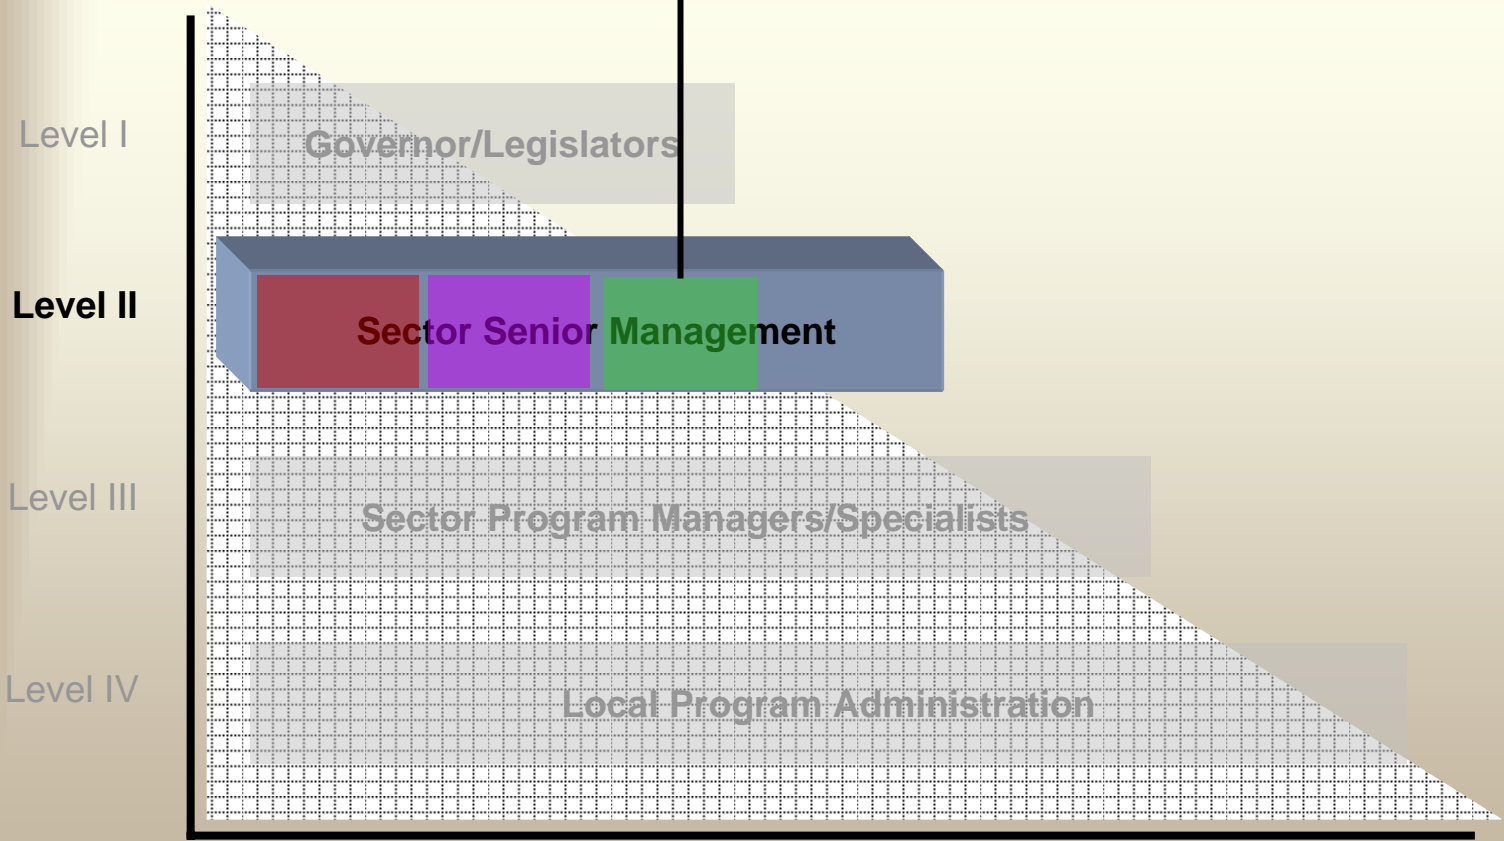 Level I
Governor/Legislators
Level II
Sector Senior Management
Level III
Sector Program Managers/Specialists
Level IV
Local Program Administration